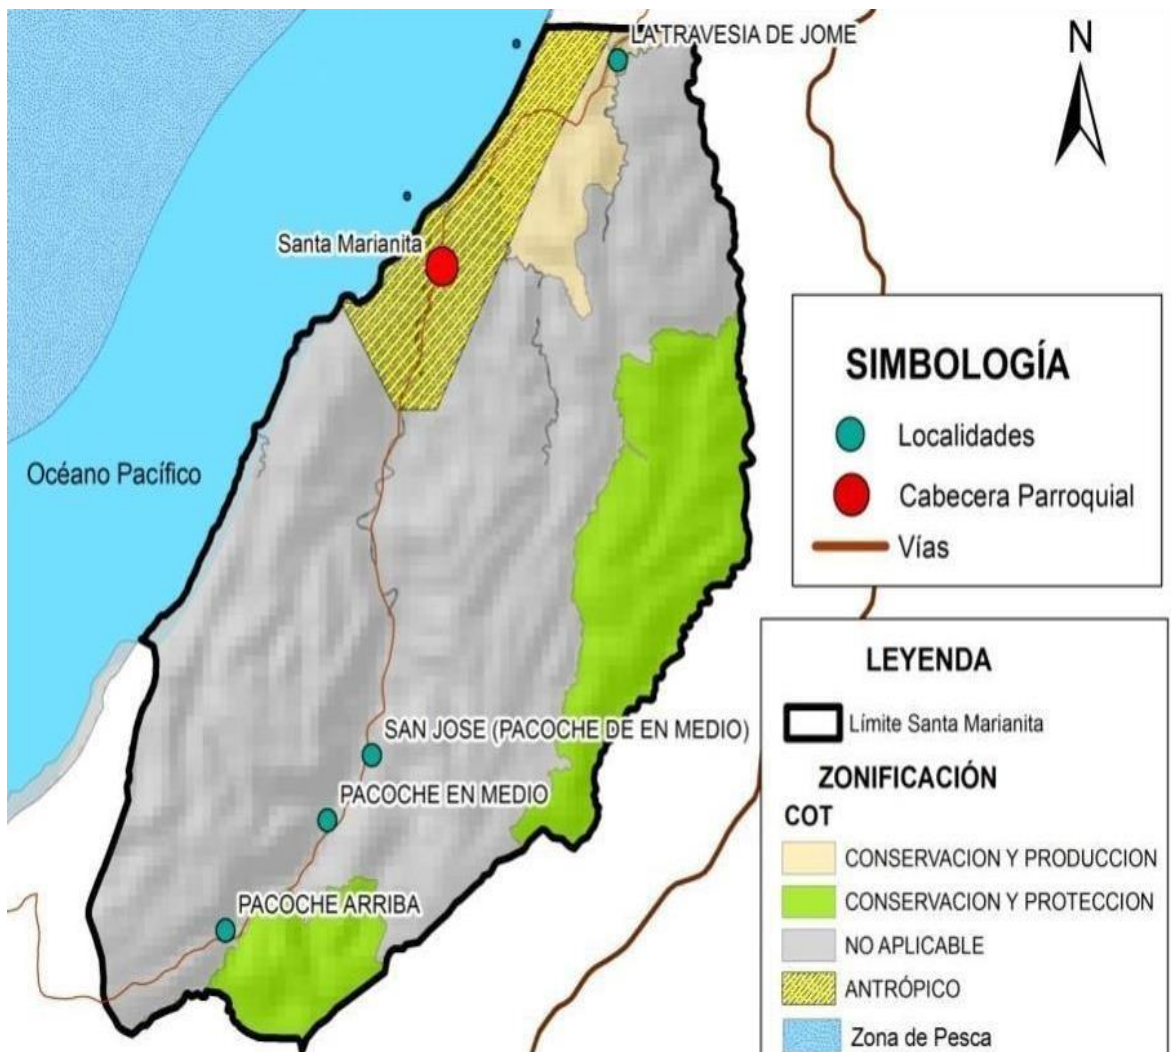 LA TRAVESIA DE JOME
N
Santa Marianita
Océano Pacífico
SAN JOSE (PACOCHE DE EN MEDIO)
PACOCHE EN MEDIO
PACOCHE ARRIBA
SIMBOLOGÍA
Localidades
Cabecera Parroquial
Vías
LEYENDA
Límite Santa Marianita
ZONIFICACIÓN
COT
CONSERVACION Y PRODUCCION
CONSERVACION Y PROTECCION
NO APLICABLE
ANTRÓPICO
Zona de Pesca